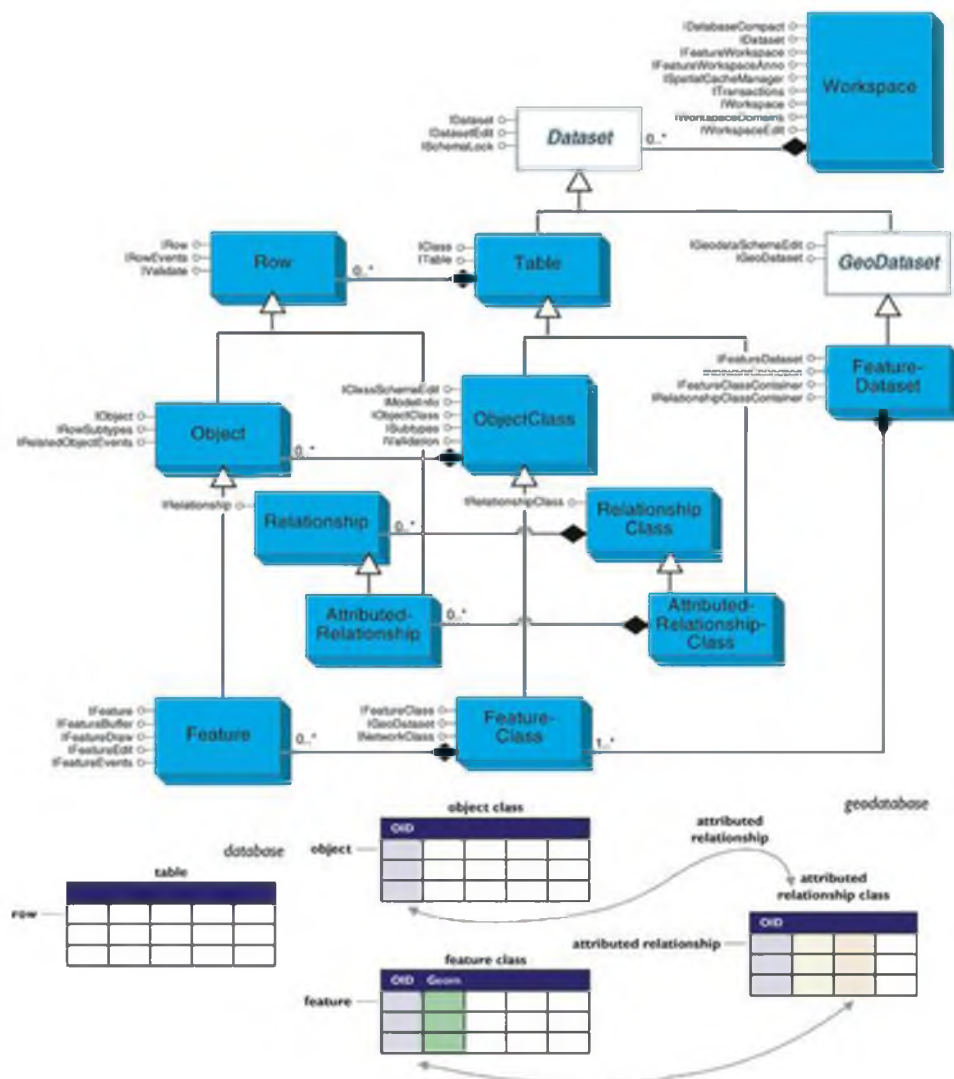 IDatabaseCompact
IDataset
IFeatureWorkspace
IFeatureWorkspaceAnno
ISpatialCacheManager
ITransactions
IWorkspace
IWorkspaceDomains
IWorkspaceEdit
Workspace
IDataset
IDatasetEdit
ISchemaLock
Dataset
0..*
IRow
IRowEvents
IValidate
Row
0..*
IClass
ITable
Table
IGeodataSchemeEdit
IGeoDataset
GeoDataset
IFeatureDataset
IFeatureClassContainer
IRelationshipClassContainer
Feature-
Dataset
IObject
IRowSubtypes
IRelatedObjectEvents
Object
0..*
IClassSchemeEdit
IModelInfo
IObjectClass
ISubtypes
IValidation
ObjectClass
IRelationship
Relationship
0..*
IRelationshipClass
Relationship
Class
Attributed-
Relationship
0..*
Attributed-
Relationship-
Class
IFeature
IFeatureBuffer
IFeatureDraw
IFeatureEdit
IFeatureEvents
Feature
0..*
IFeatureClass
IGeoDataset
INetworkClass
Feature-
Class
1..*
object class
geodatabase
OID
object
attributed
relationship
database
table
row
attributed
relationship class
OID
attributed relationship
feature class
OID Geom
feature